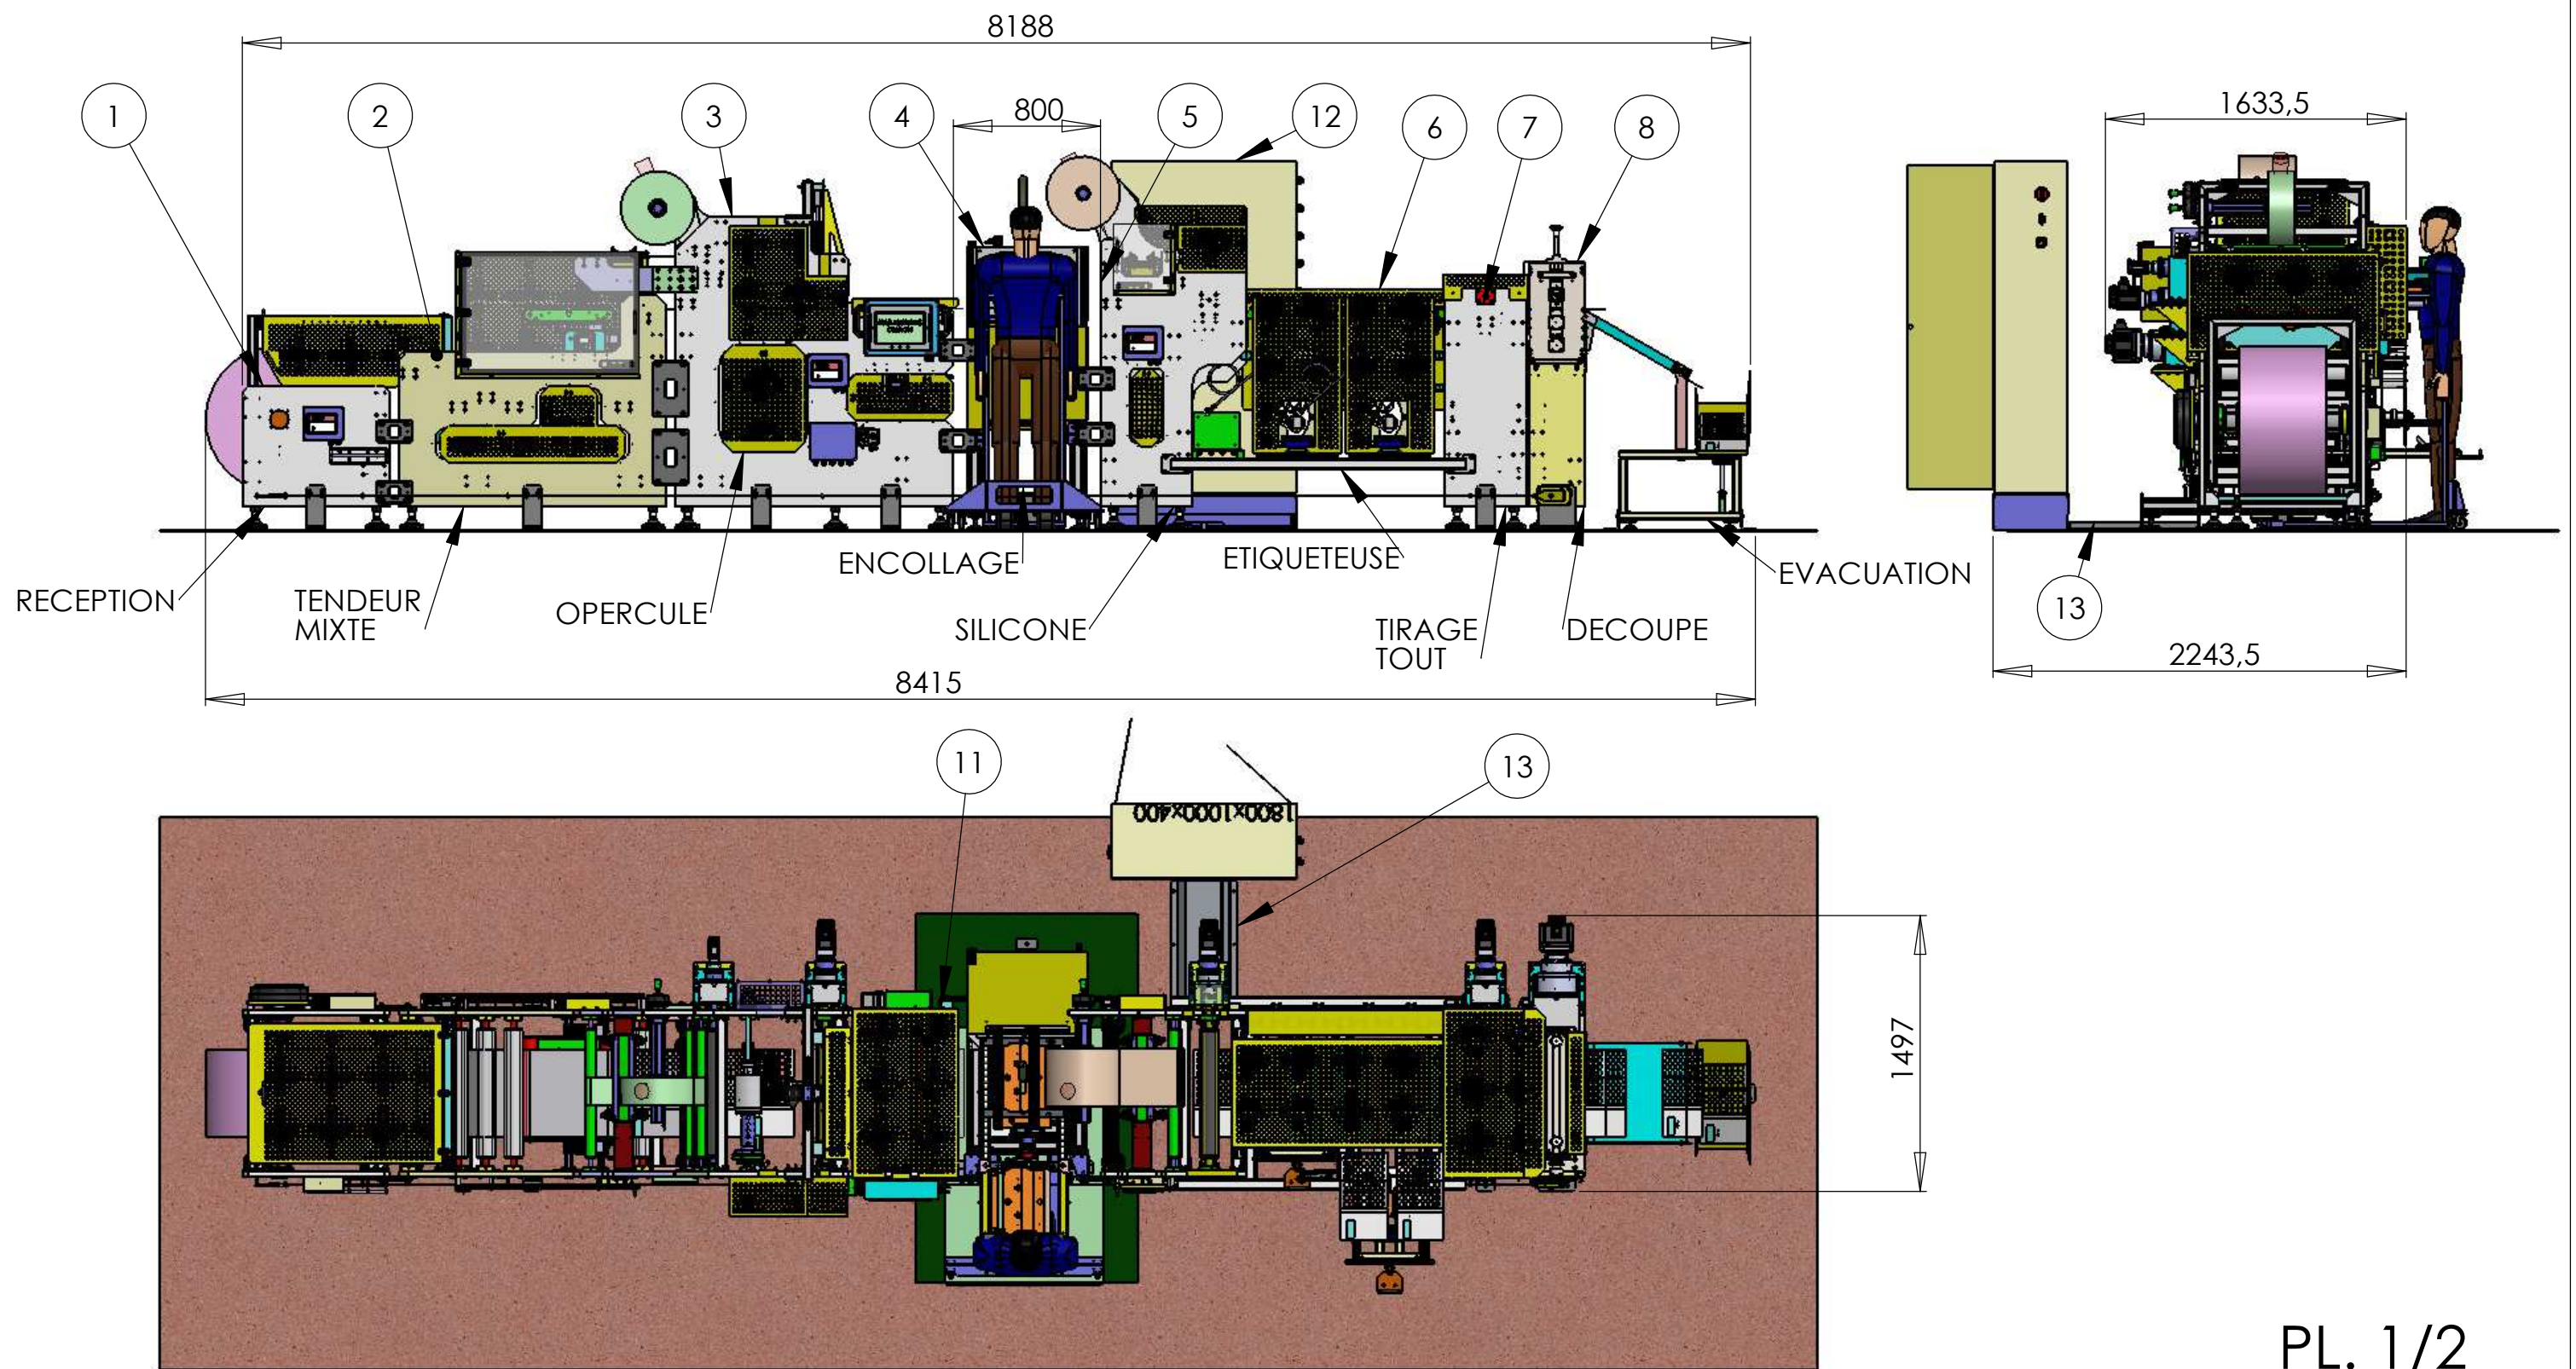 8188
1
2
3
4
800
5
12
6
7
8
1633,5
RECEPTION
TENDEUR
MIXTE
OPERCULE
ENCOLLAGE
SILICONE
ETIQUETEUSE
TIRAGE
TOUT
DECOUPE
EVACUATION
13
2243,5
8415
11
13
1800x1000x400
1497
PL. 1/2